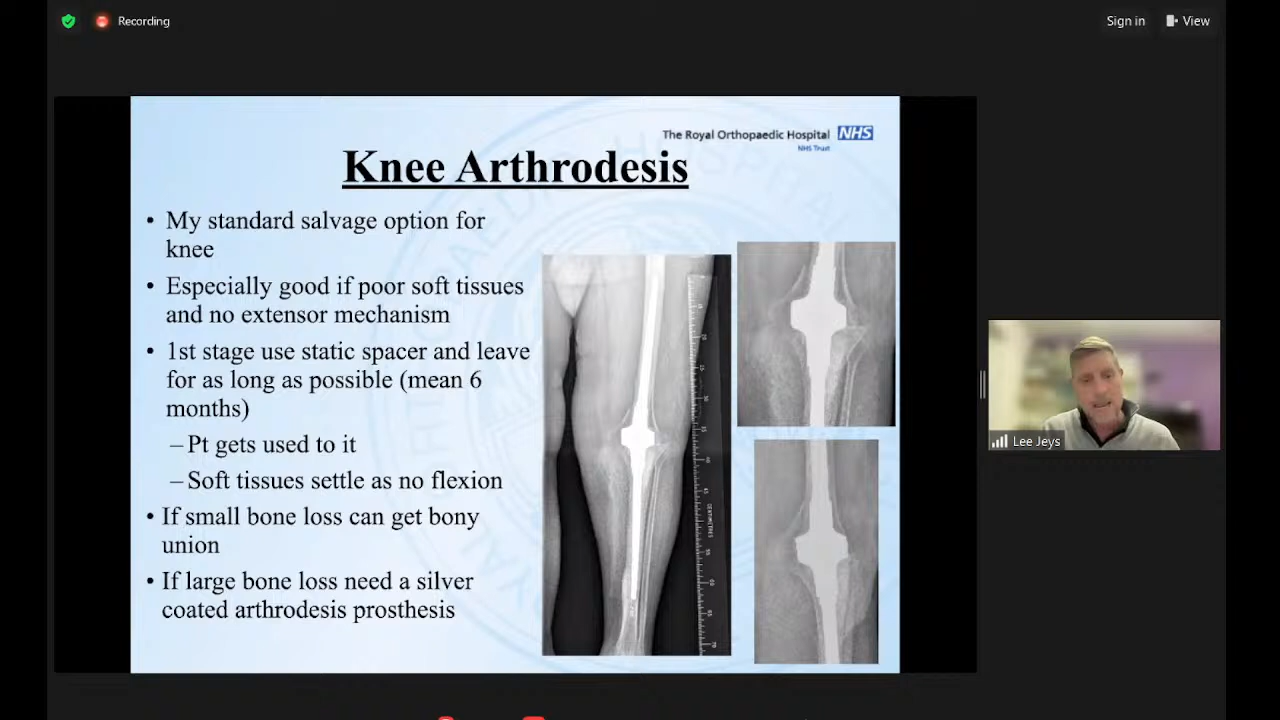 Recording
Sign in
View
The Royal Orthopaedic Hospital NHS
NHS Trust
Knee Arthrodesis
• My standard salvage option for
knee
• Especially good if poor soft tissues
and no extensor mechanism
• 1st stage use static spacer and leave
for as long as possible (mean 6
months)
– Pt gets used to it
– Soft tissues settle as no flexion
• If small bone loss can get bony
union
• If large bone loss need a silver
coated arthrodesis prosthesis
Lee Jeys